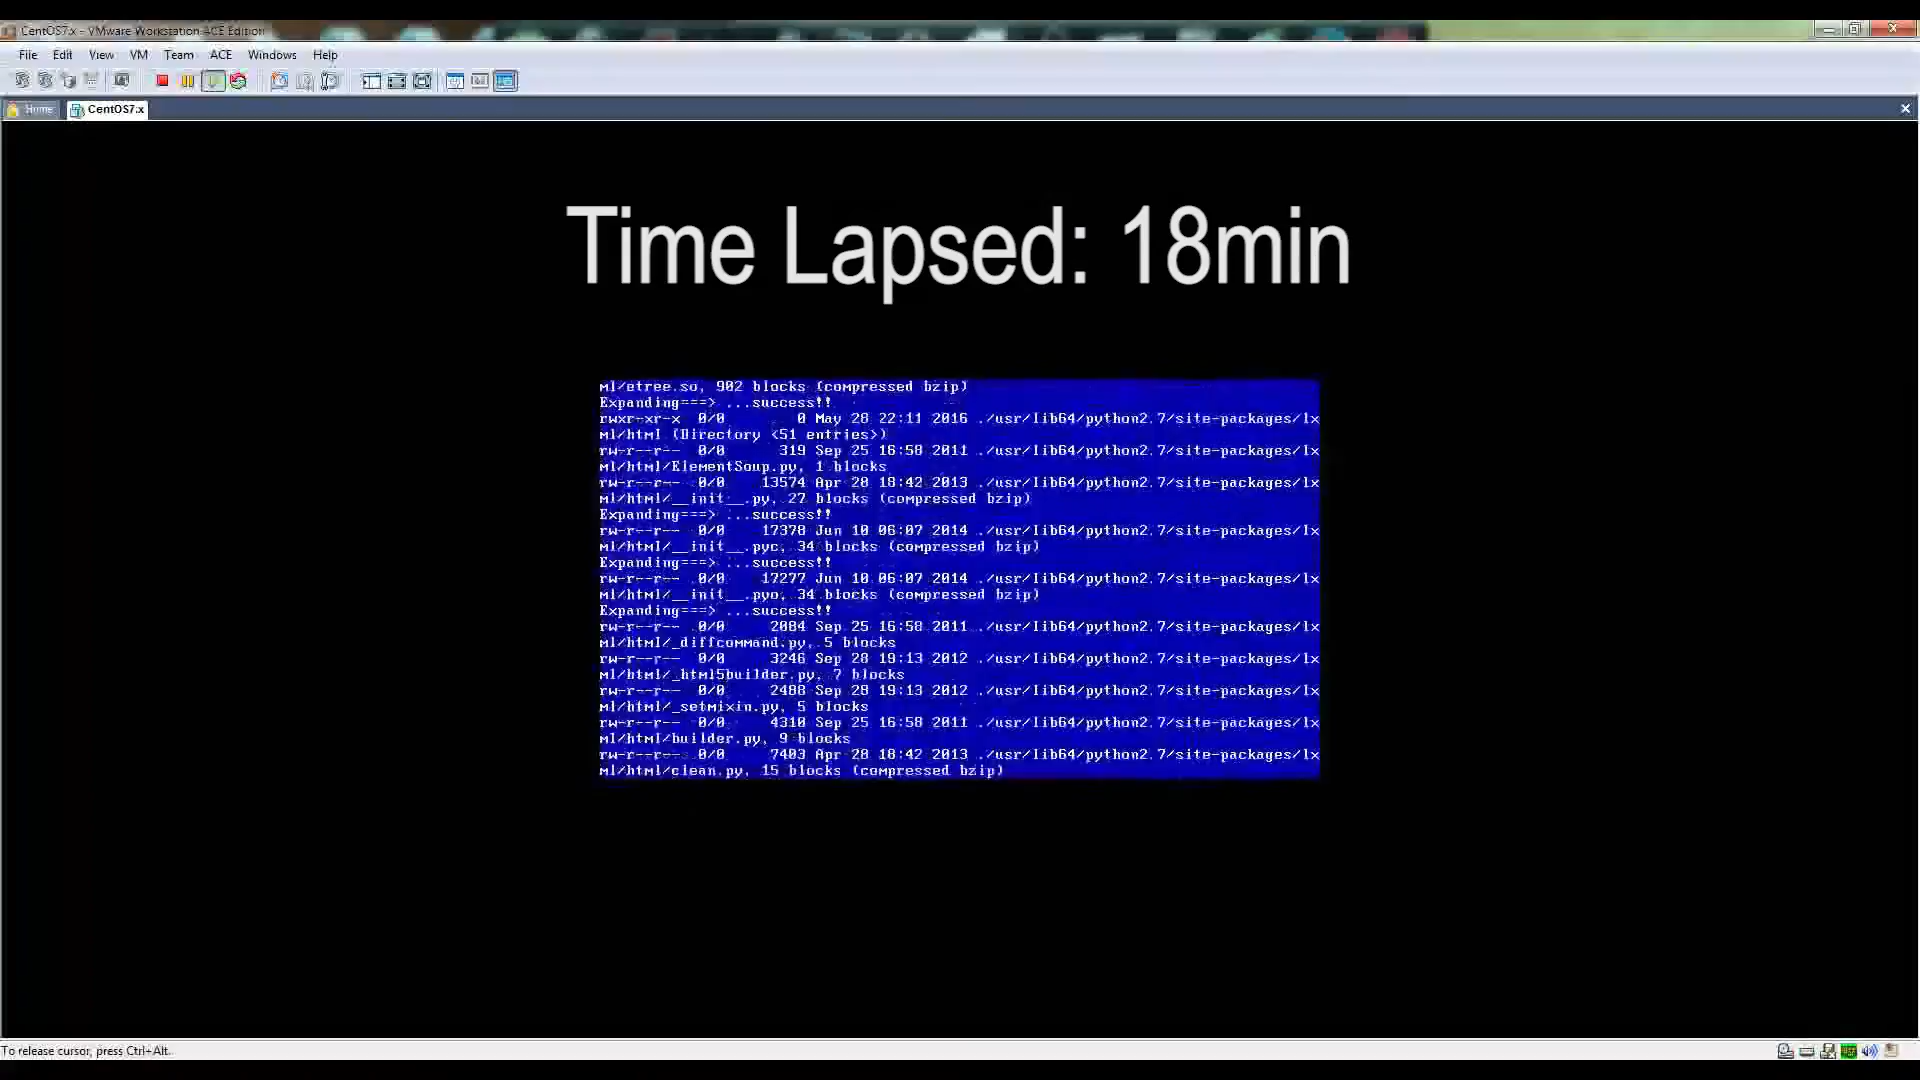 CentOS7.x - VMware Workstation ACE Edition
File Edit View VM Team ACE Windows Help
Home CentOS7.x
Time Lapsed: 18min
ml/etree.so, 902 blocks (compressed bzip)
Expanding===> ...success!!
rwxr-xr-x 0/0 0 May 28 22:11 2016 ./usr/lib64/python2.7/site-packages/lx
ml/html (Directory <51 entries>)
rw-r--r-- 0/0 319 Sep 25 16:58 2011 ./usr/lib64/python2.7/site-packages/lx
ml/html/ElementSoup.py, 1 blocks
rw-r--r-- 0/0 13574 Apr 28 18:42 2013 ./usr/lib64/python2.7/site-packages/lx
ml/html/__init__.py, 27 blocks (compressed bzip)
Expanding===> ...success!!
rw-r--r-- 0/0 17378 Jun 10 06:07 2014 ./usr/lib64/python2.7/site-packages/lx
ml/html/__init__.pyc, 34 blocks (compressed bzip)
Expanding===> ...success!!
rw-r--r-- 0/0 17277 Jun 10 06:07 2014 ./usr/lib64/python2.7/site-packages/lx
ml/html/__init__.pyo, 34 blocks (compressed bzip)
Expanding===> ...success!!
rw-r--r-- 0/0 2084 Sep 25 16:58 2011 ./usr/lib64/python2.7/site-packages/lx
ml/html/_diffcommand.py, 5 blocks
rw-r--r-- 0/0 3246 Sep 28 19:13 2012 ./usr/lib64/python2.7/site-packages/lx
ml/html/_html5builder.py, 7 blocks
rw-r--r-- 0/0 2488 Sep 28 19:13 2012 ./usr/lib64/python2.7/site-packages/lx
ml/html/_setmixin.py, 5 blocks
rw-r--r-- 0/0 4310 Sep 25 16:58 2011 ./usr/lib64/python2.7/site-packages/lx
ml/html/builder.py, 9 blocks
rw-r--r-- 0/0 7403 Apr 28 18:42 2013 ./usr/lib64/python2.7/site-packages/lx
ml/html/clean.py, 15 blocks (compressed bzip)
To release cursor, press Ctrl+Alt.